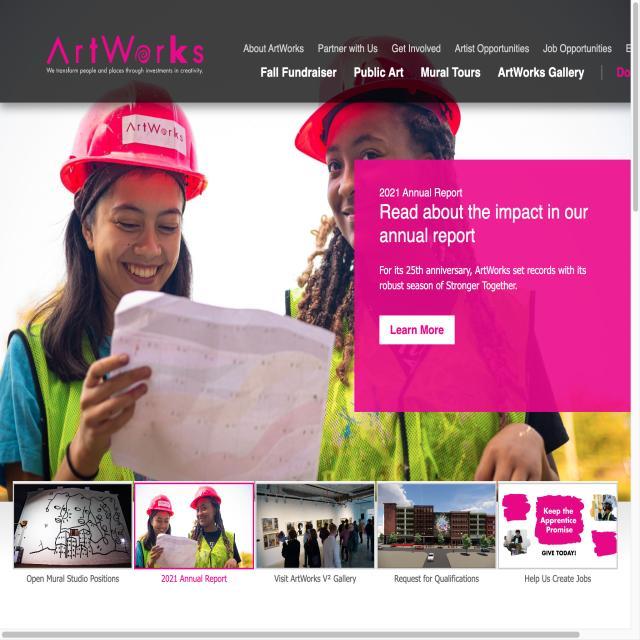 ArtWorks
We transform people and places through investments in creativity.
About ArtWorks Partner with Us Get Involved Artist Opportunities Job Opportunities E
Fall Fundraiser Public Art Mural Tours ArtWorks Gallery Do
ArtWorks
2021 Annual Report
Read about the impact in our
annual report
For its 25th anniversary, ArtWorks set records with its
robust season of Stronger Together.
Learn More
Keep the
Apprentice
Promise
GIVE TODAY!
Open Mural Studio Positions
2021 Annual Report
Visit ArtWorks V² Gallery
Request for Qualifications
Help Us Create Jobs